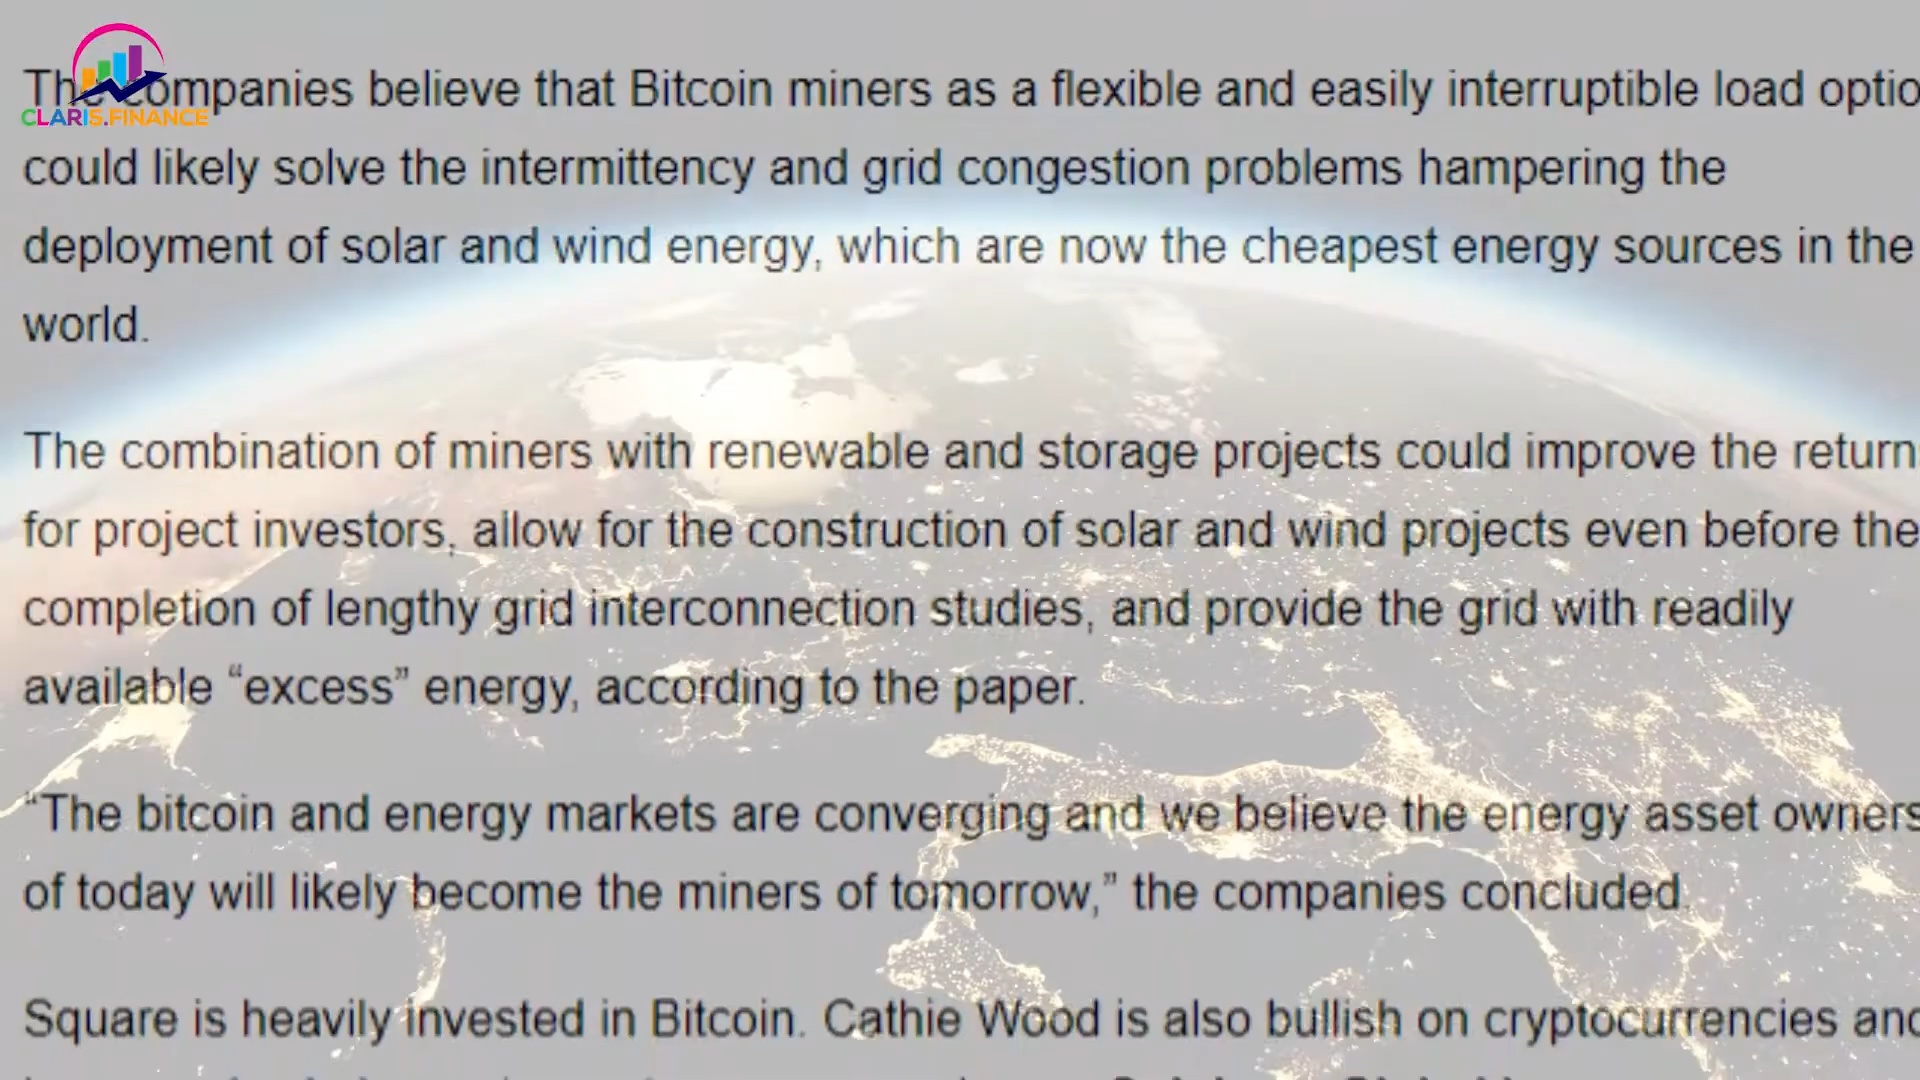 CLARIS.FINANCE
The companies believe that Bitcoin miners as a flexible and easily interruptible load optio
could likely solve the intermittency and grid congestion problems hampering the
deployment of solar and wind energy, which are now the cheapest energy sources in the
world.
The combination of miners with renewable and storage projects could improve the return
for project investors, allow for the construction of solar and wind projects even before the
completion of lengthy grid interconnection studies, and provide the grid with readily
available “excess” energy, according to the paper.
“The bitcoin and energy markets are converging and we believe the energy asset owners
of today will likely become the miners of tomorrow,” the companies concluded.
Square is heavily invested in Bitcoin. Cathie Wood is also bullish on cryptocurrencies and